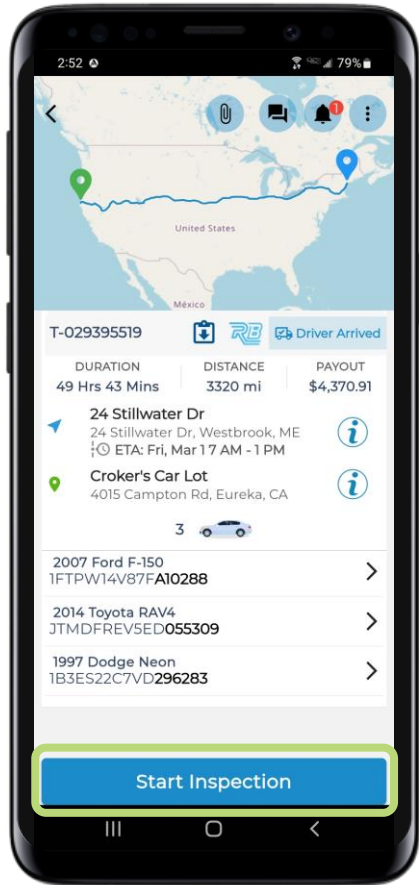 2:52 79%
1
United States
México
T-029395519 RB Driver Arrived
DURATION DISTANCE PAYOUT
49 Hrs 43 Mins 3320 mi $4,370.91
24 Stillwater Dr
24 Stillwater Dr, Westbrook, ME
ETA: Fri, Mar 1 7 AM - 1 PM
Croker's Car Lot
4015 Campton Rd, Eureka, CA
3
2007 Ford F-150
1FTPW14V87FA10288
2014 Toyota RAV4
JTMDFREV5ED055309
1997 Dodge Neon
1B3ES22C7VD296283
Start Inspection